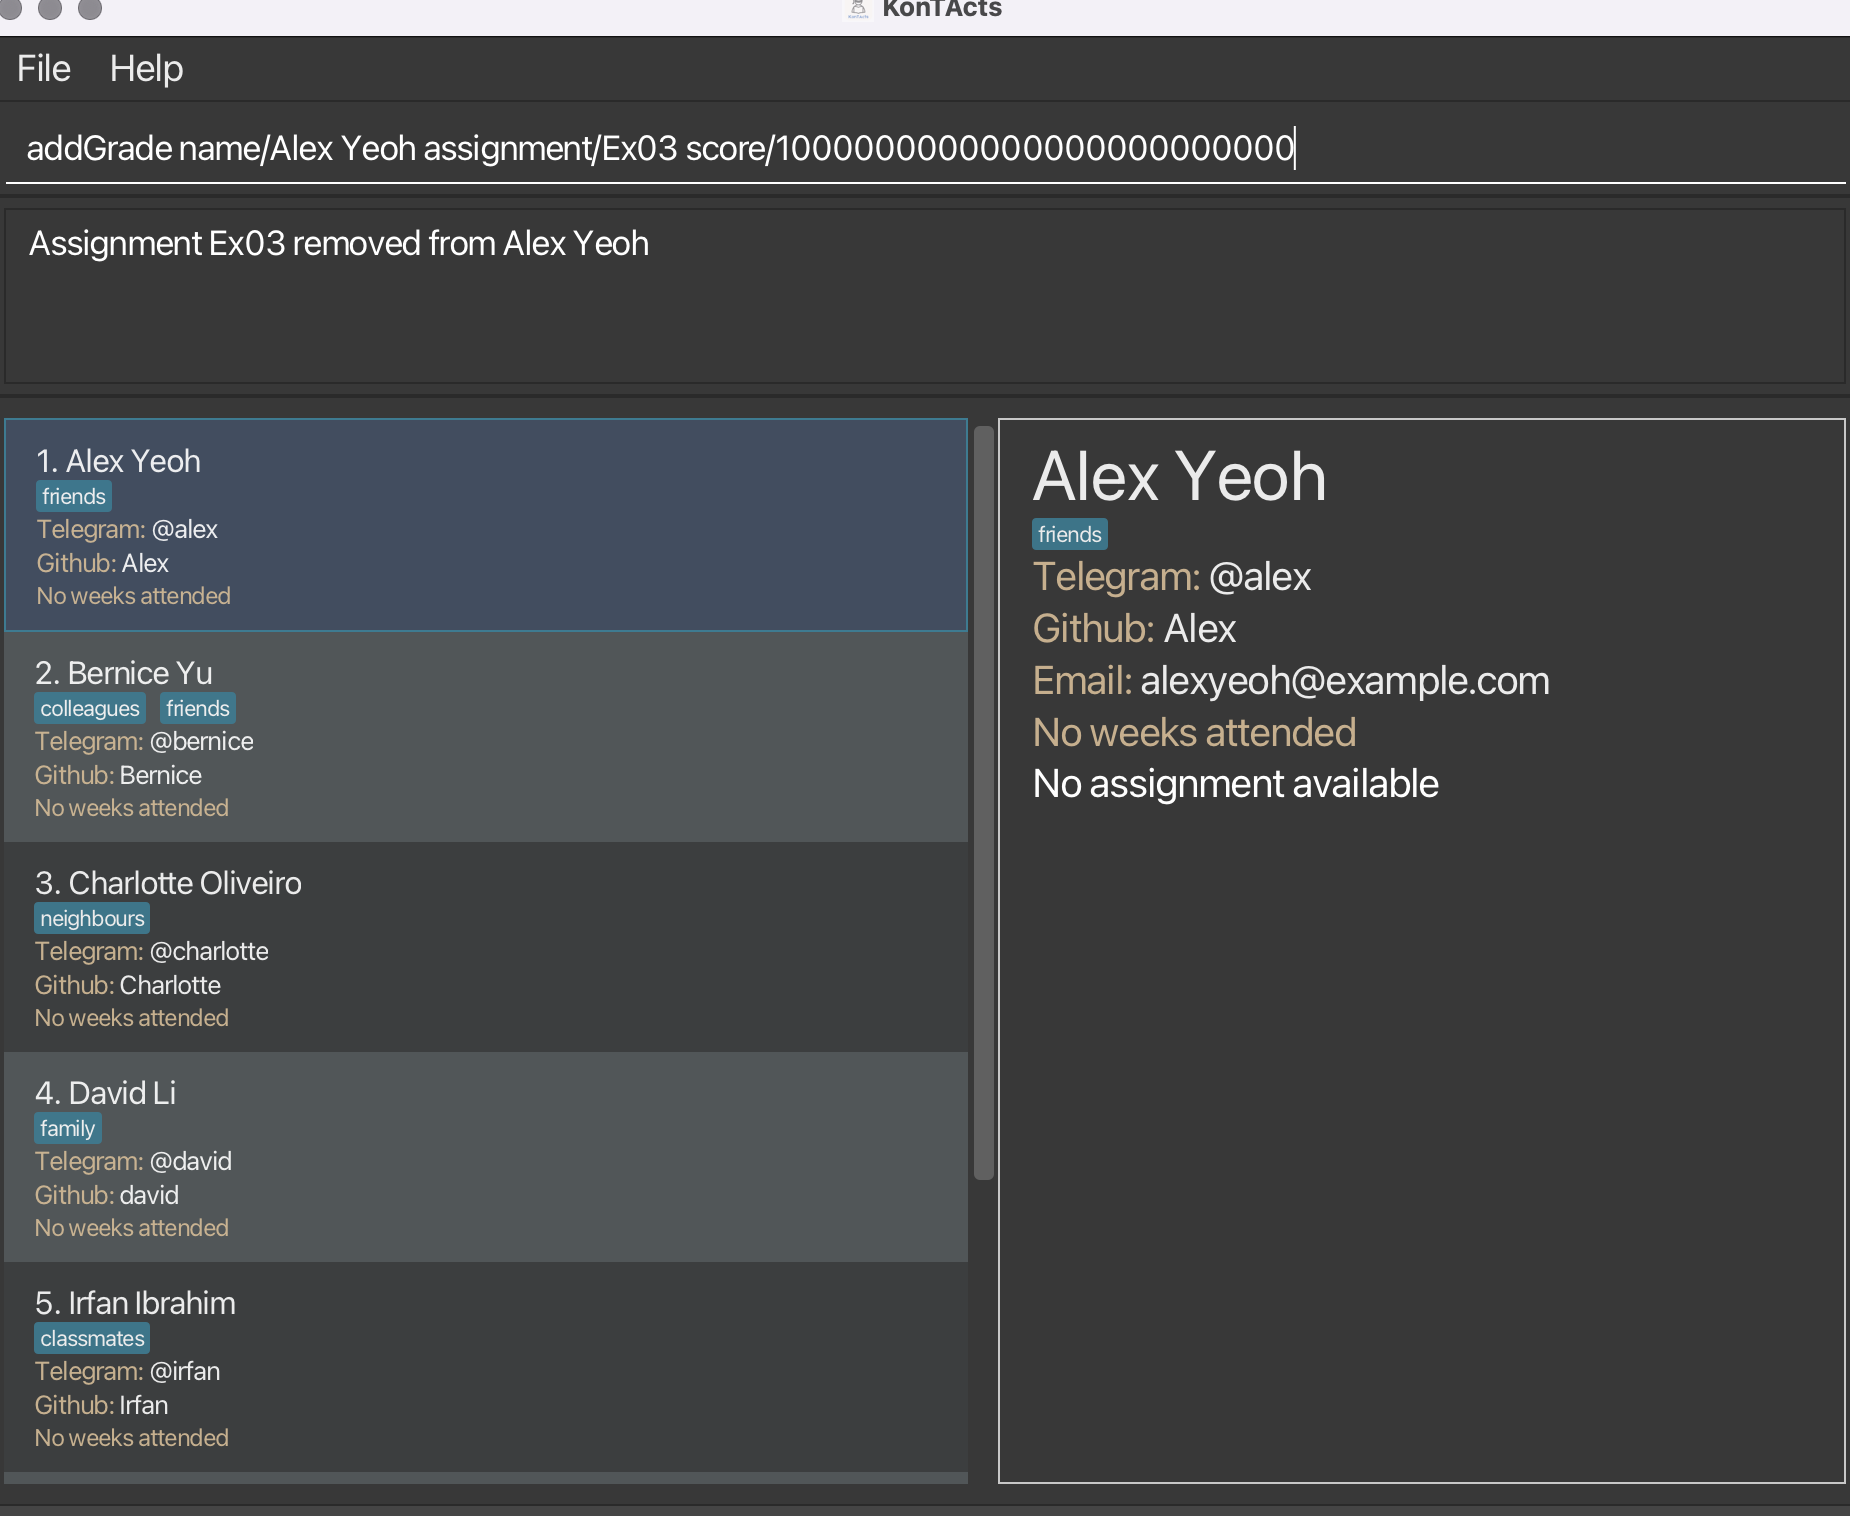 KonTActs
File Help
addGrade name/Alex Yeoh assignment/Ex03 score/1000000000000000000000000
Assignment Ex03 removed from Alex Yeoh
1. Alex Yeoh
friends
Telegram: @alex
Github: Alex
No weeks attended
2. Bernice Yu
colleagues friends
Telegram: @bernice
Github: Bernice
No weeks attended
3. Charlotte Oliveiro
neighbours
Telegram: @charlotte
Github: Charlotte
No weeks attended
4. David Li
family
Telegram: @david
Github: david
No weeks attended
5. Irfan Ibrahim
classmates
Telegram: @irfan
Github: Irfan
No weeks attended
Alex Yeoh
friends
Telegram: @alex
Github: Alex
Email: alexyeoh@example.com
No weeks attended
No assignment available